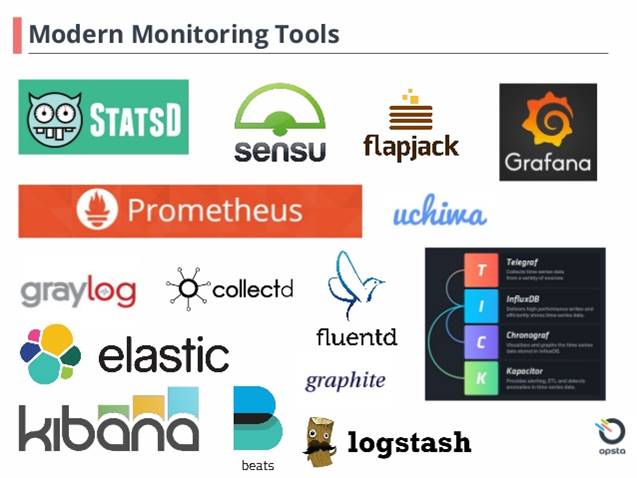 Modern Monitoring Tools
STATSD
sensu
flapjack
Grafana
Prometheus
uchiwa
graylog
collectd
fluentd
graphite
T
Telegraf
Collects time-series data
from a variety of sources.
I
InfluxDB
Delivers high performance writes and
efficiently stores time-series data.
C
Chronograf
Visualizes and graphs the time-series
data stored in InfluxDB.
K
Kapacitor
Provides alerting, ETL and detects
anomalies in time-series data.
elastic
kibana
beats
logstash
opsta